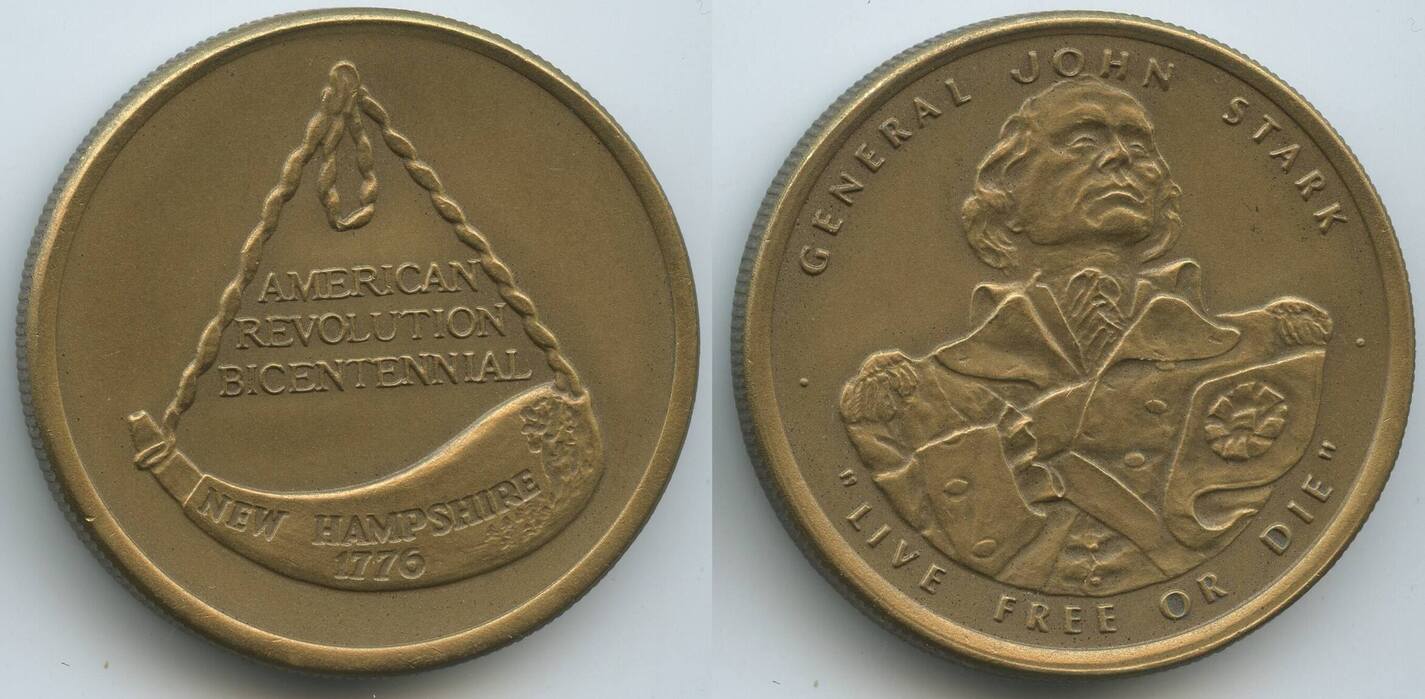 AMERICAN
REVOLUTION
BICENTENNIAL
NEW HAMPSHIRE
1776
GENERAL JOHN STARK
"LIVE FREE OR DIE"